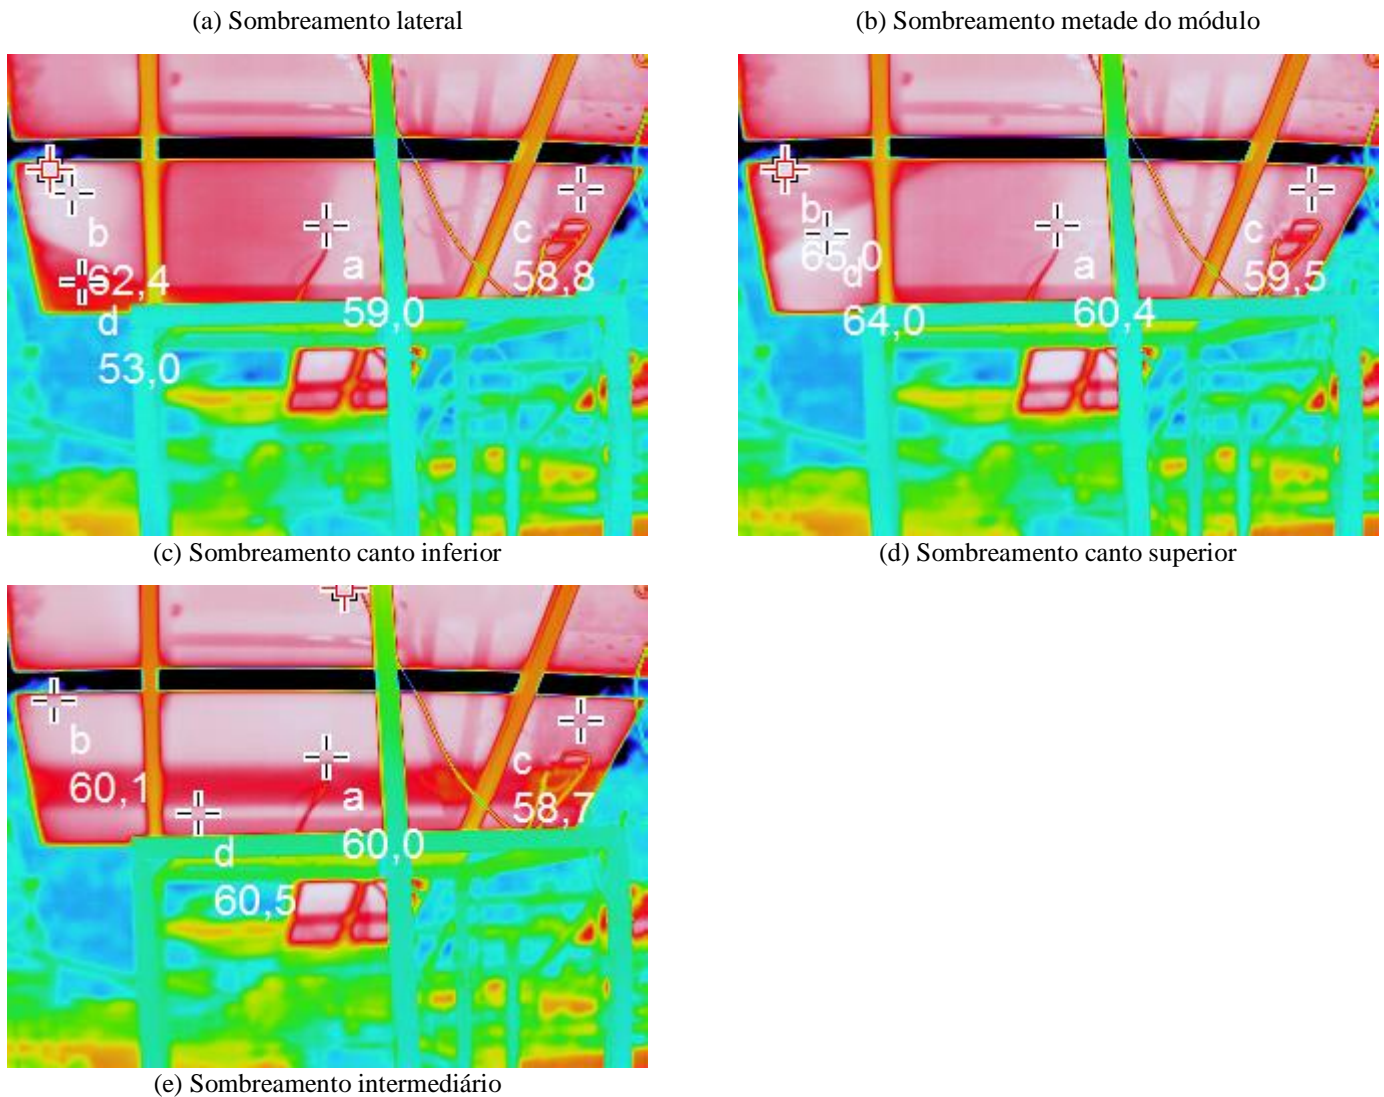 (a) Sombreamento lateral
(b) Sombreamento metade do módulo
b
62,4
d
53,0
a
59,0
c
58,8
b
65,0
d
64,0
a
60,4
c
59,5
(c) Sombreamento canto inferior
(d) Sombreamento canto superior
b
60,1
d
60,5
a
60,0
c
58,7
(e) Sombreamento intermediário